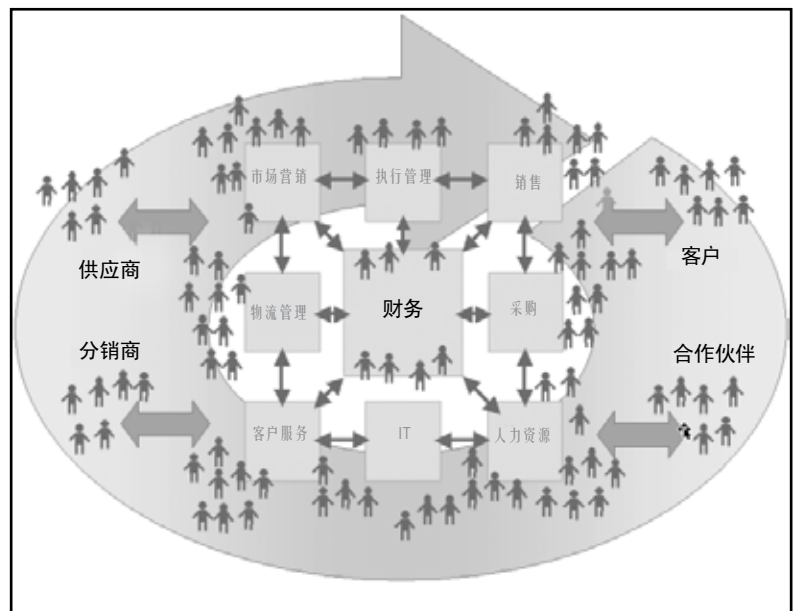 市场营销
执行管理
销售
供应商
客户
物流管理
财务
采购
分销商
合作伙伴
客户服务
IT
人力资源